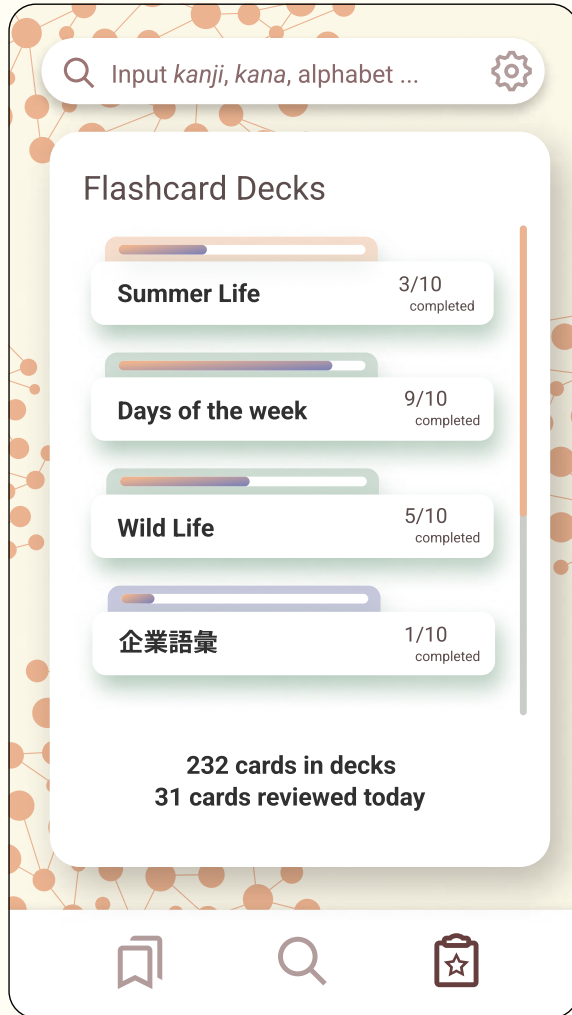 Input kanji, kana, alphabet ...
Flashcard Decks
Summer Life
3/10
completed
Days of the week
9/10
completed
Wild Life
5/10
completed
企業語彙
1/10
completed
232 cards in decks
31 cards reviewed today